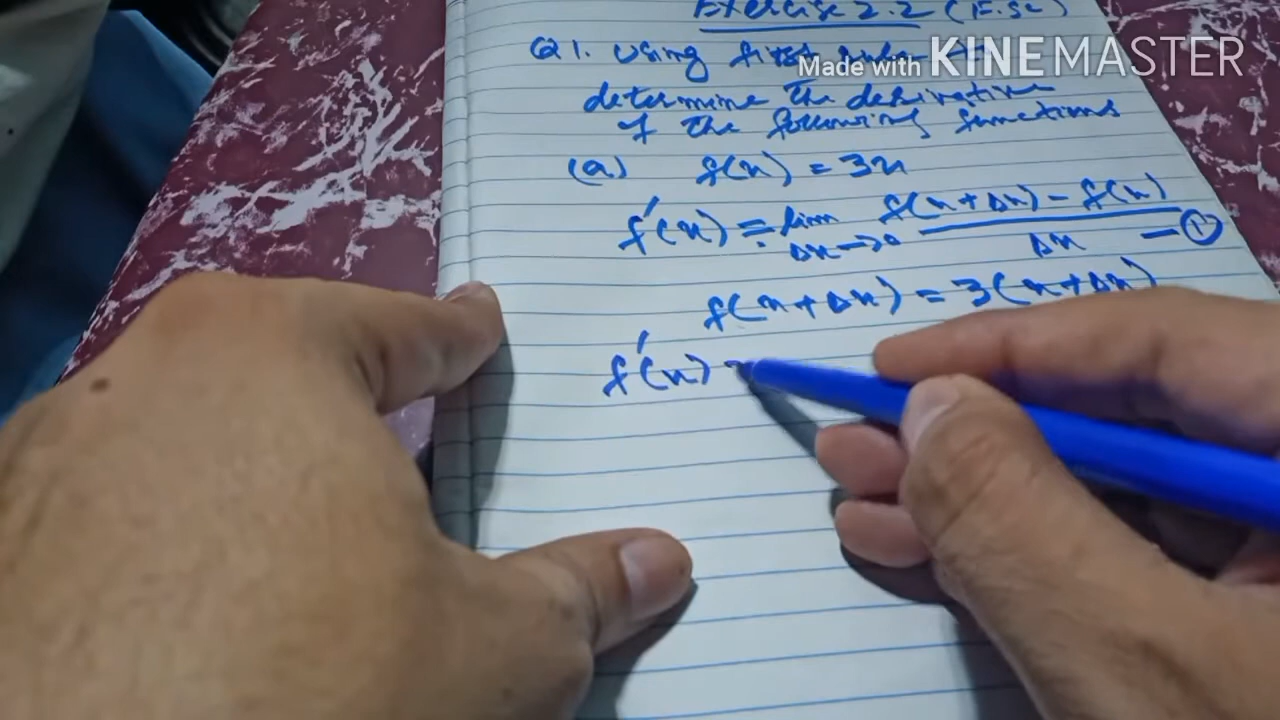 Exercise 2.2 (F.Sc)
Made with KINEMASTER
Q1. Using first
determine the derivative
of the following functions
(a) f(x) = 3x
f'(x) = lim Δx→0 f(x+Δx) - f(x) / Δx — ①
f(x+Δx) = 3(x+Δx)
f'(x) =